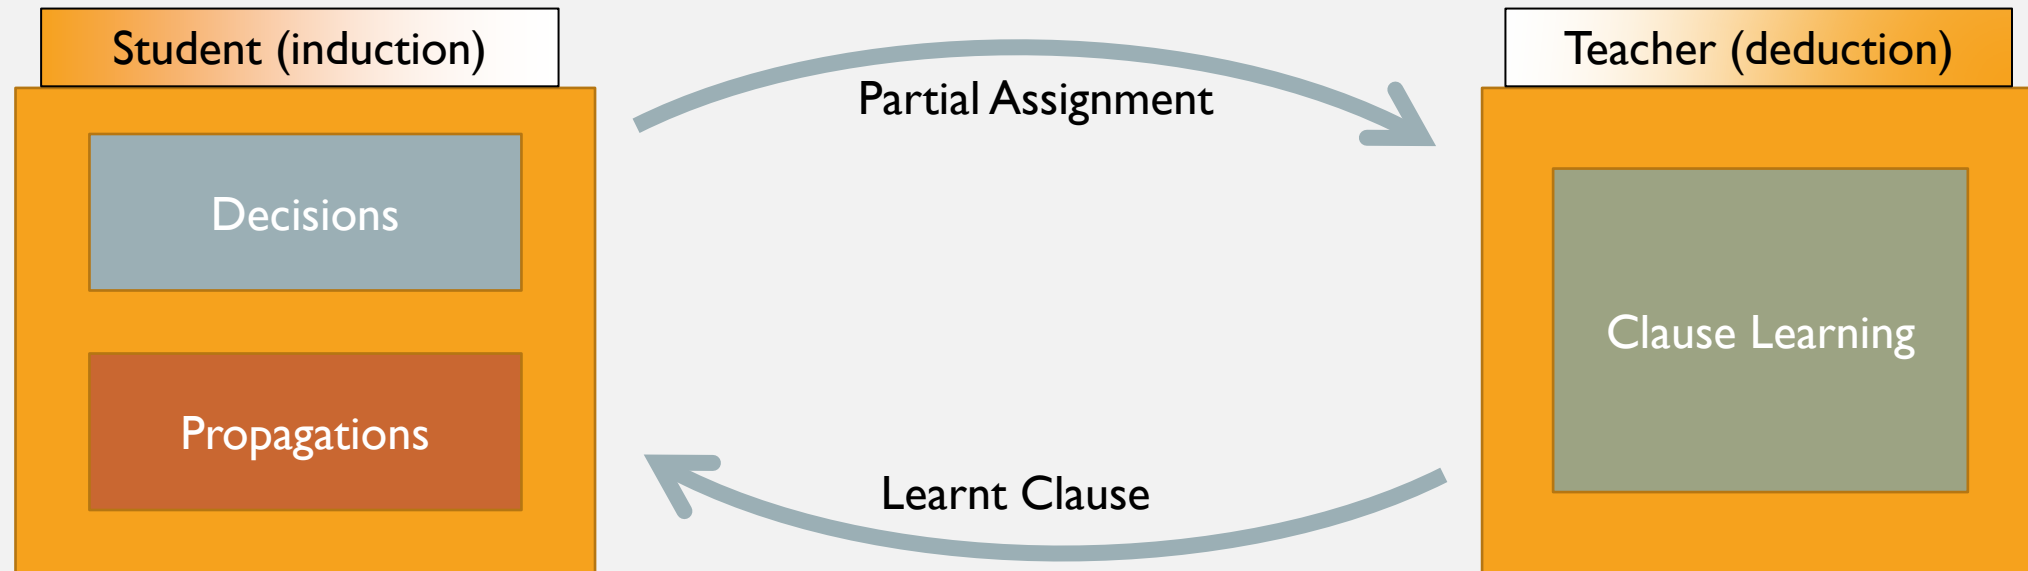 Student (induction)
Teacher (deduction)
Partial Assignment
Decisions
Clause Learning
Propagations
Learnt Clause